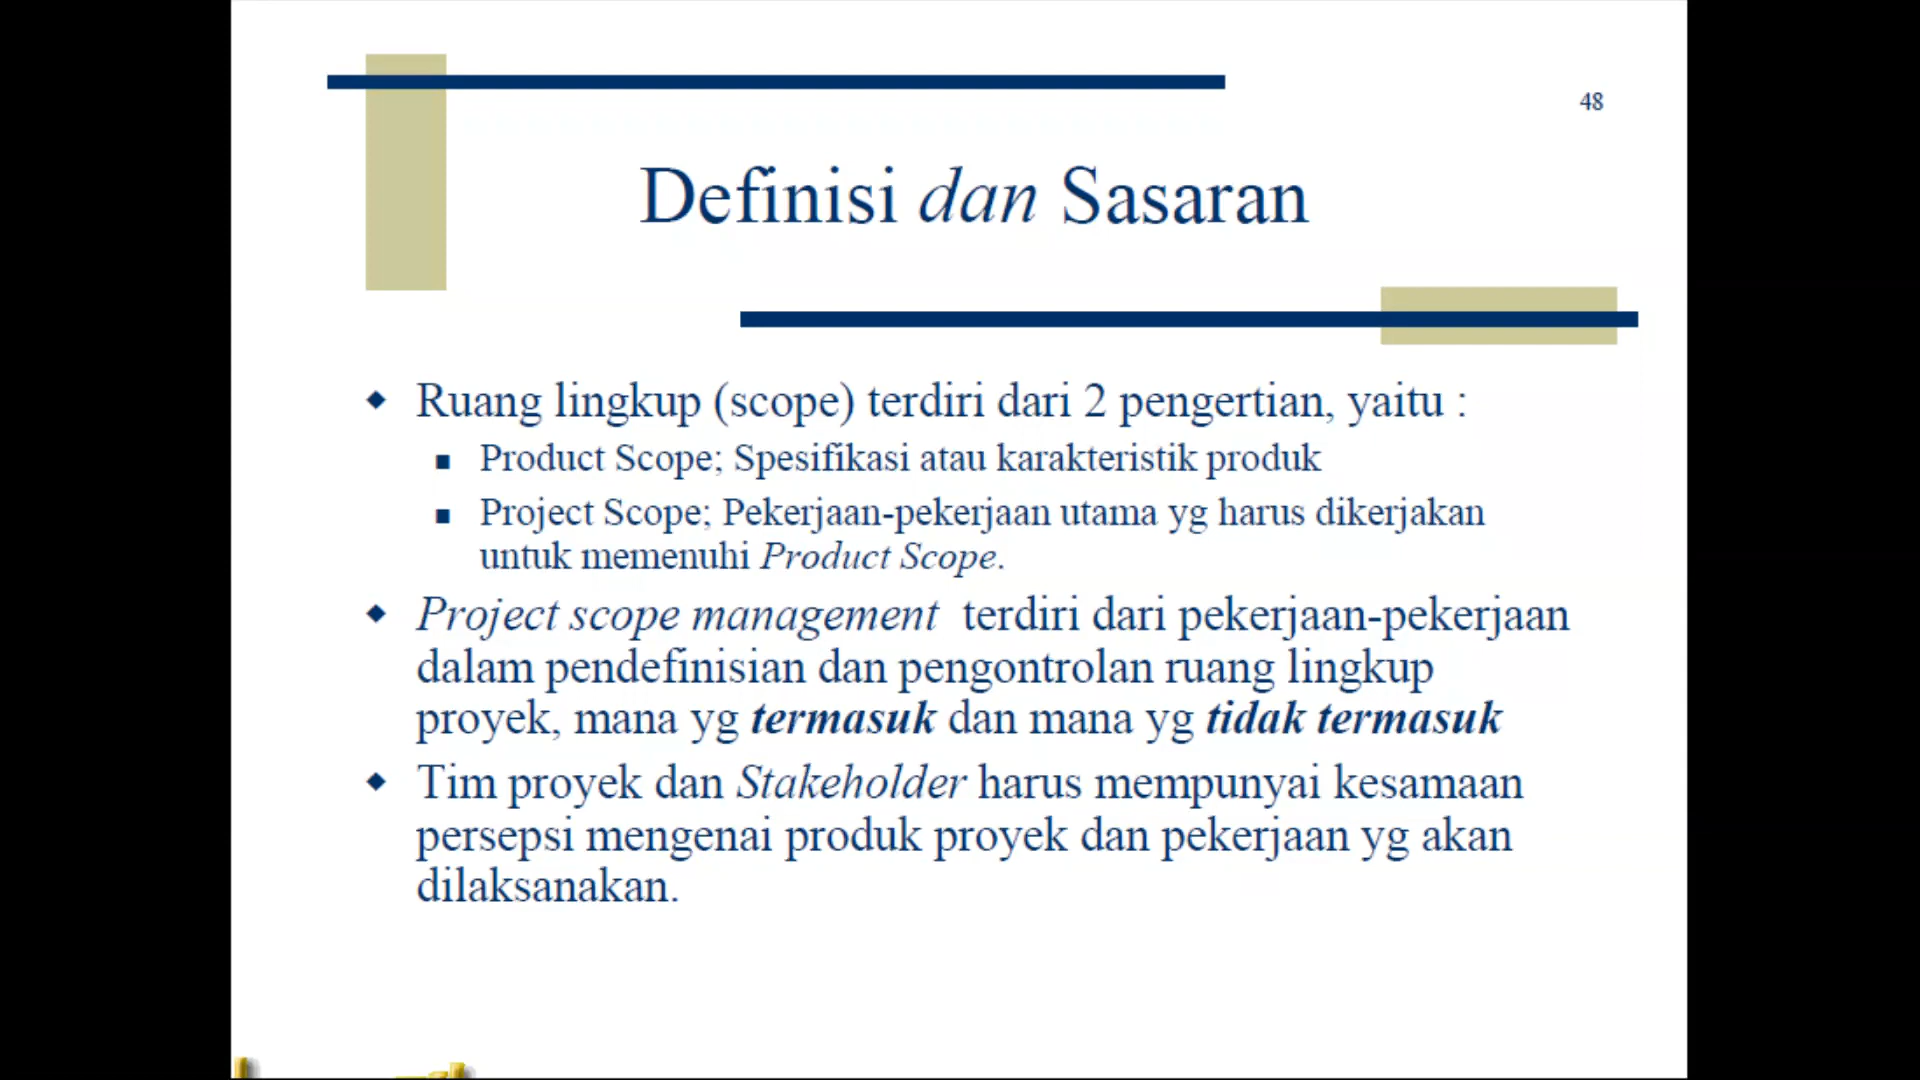 48
Definisi dan Sasaran
Ruang lingkup (scope) terdiri dari 2 pengertian, yaitu :
Product Scope; Spesifikasi atau karakteristik produk
Project Scope; Pekerjaan-pekerjaan utama yg harus dikerjakan
untuk memenuhi Product Scope.
Project scope management terdiri dari pekerjaan-pekerjaan
dalam pendefinisian dan pengontrolan ruang lingkup
proyek, mana yg termasuk dan mana yg tidak termasuk
Tim proyek dan Stakeholder harus mempunyai kesamaan
persepsi mengenai produk proyek dan pekerjaan yg akan
dilaksanakan.